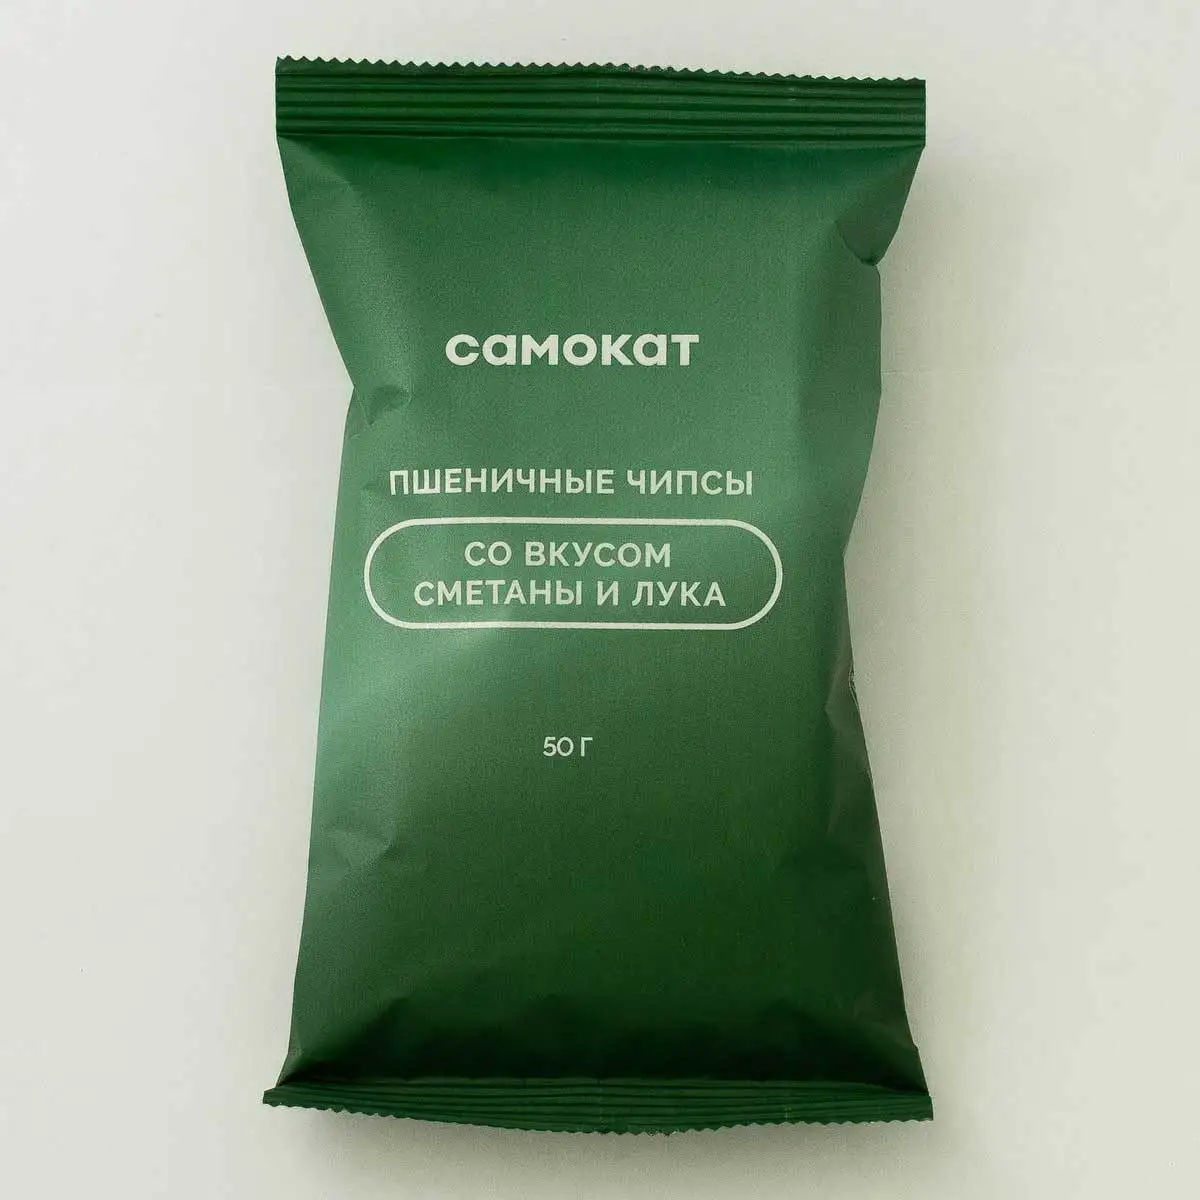 самокат
ПШЕНИЧНЫЕ ЧИПСЫ
СО ВКУСОМ
СМЕТАНЫ И ЛУКА
50 Г